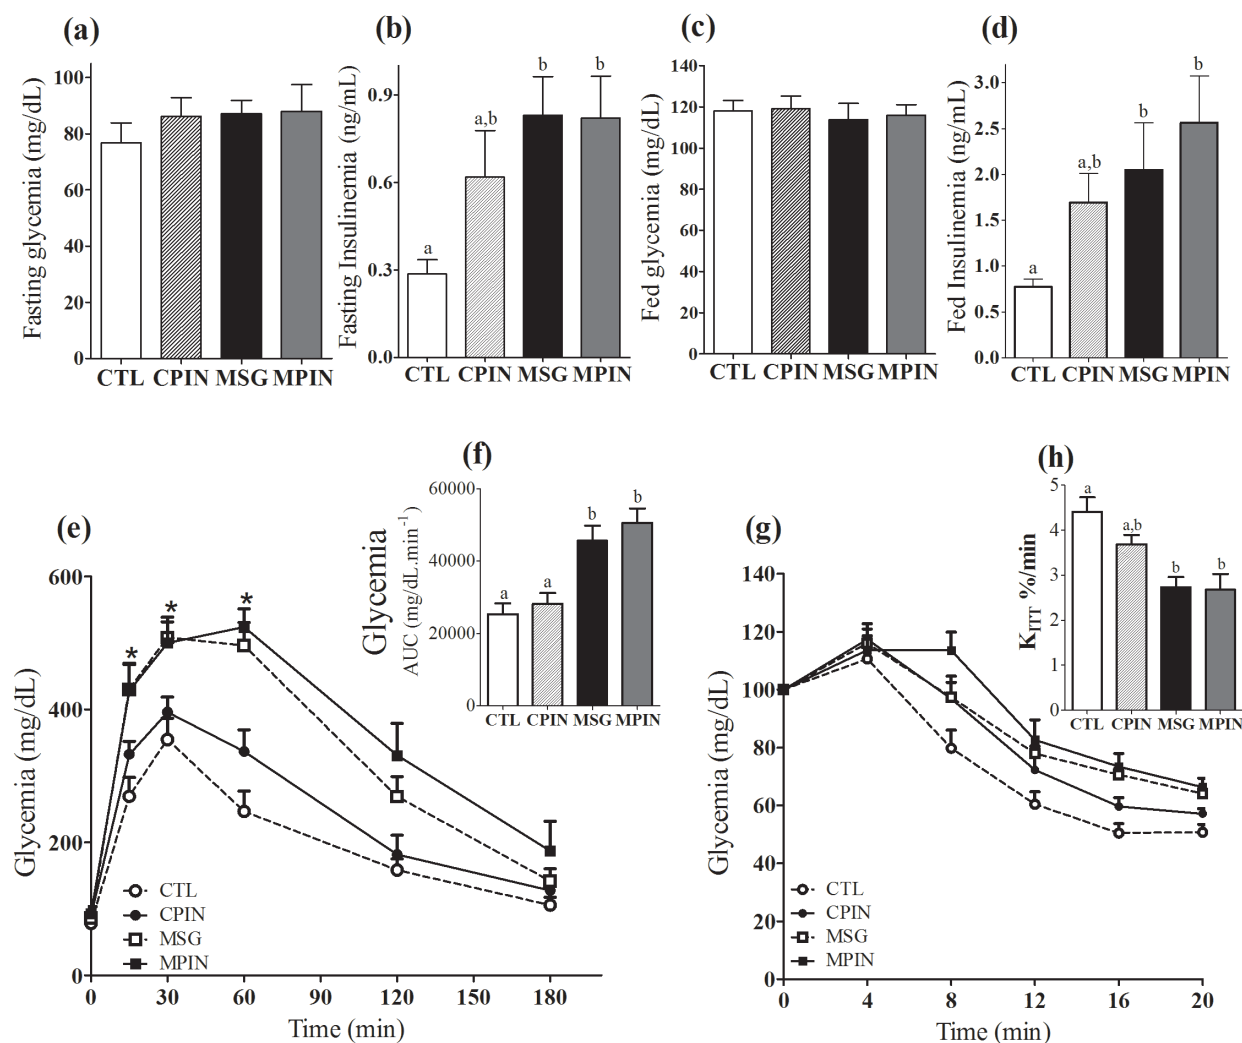 (a)
Fasting glycemia (mg/dL)
100
80
60
40
20
0
CTL CPIN MSG MPIN
(b)
Fasting Insulinemia (ng/mL)
0.9
0.6
0.3
0.0
a
a,b
b
b
CTL CPIN MSG MPIN
(c)
Fed glycemia (mg/dL)
140
120
100
80
60
40
20
0
CTL CPIN MSG MPIN
(d)
Fed Insulinemia (ng/mL)
3.0
2.5
2.0
1.5
1.0
0.5
0.0
a
a,b
b
b
CTL CPIN MSG MPIN
(e)
Glycemia (mg/dL)
600
400
200
0
* * *
CTL
CPIN
MSG
MPIN
0 30 60 90 120 150 180
Time (min)
(f)
Glycemia
AUC (mg/dL.min⁻¹)
60000
40000
20000
0
a
a
b
b
CTL CPIN MSG MPIN
(g)
Glycemia (mg/dL)
140
120
100
80
60
40
20
0
CTL
CPIN
MSG
MPIN
0 4 8 12 16 20
Time (min)
(h)
K_ITT %/min
5
4
3
2
1
0
a
a,b
b
b
CTL CPIN MSG MPIN